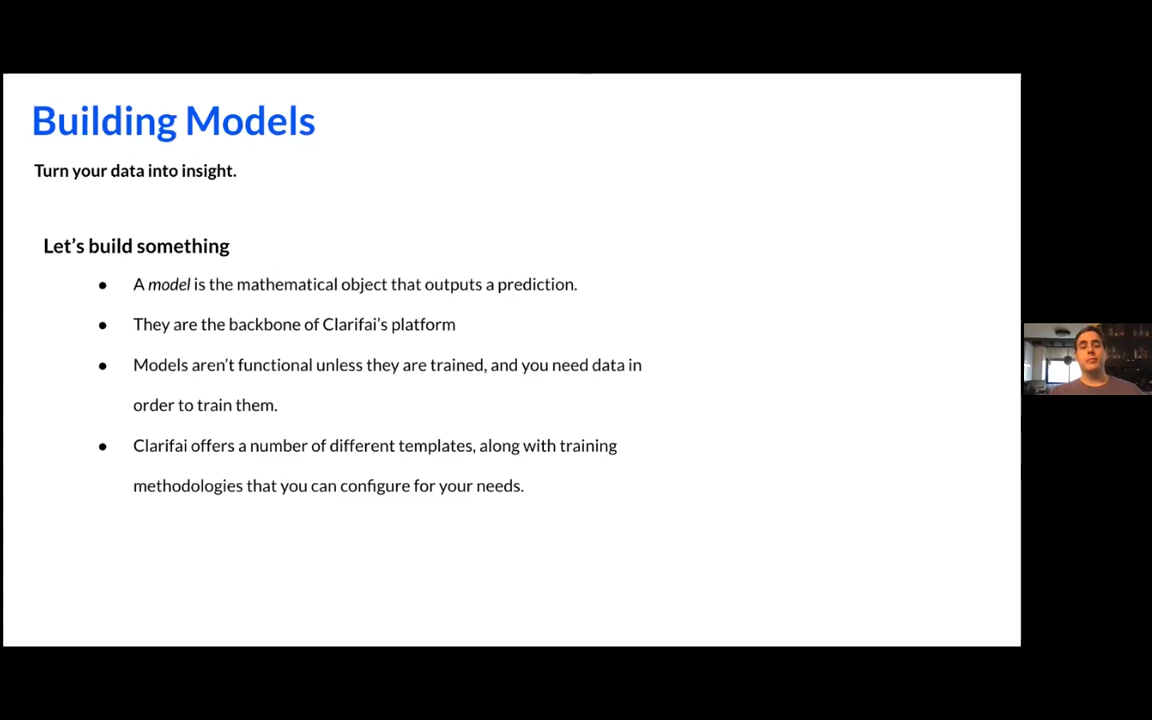 Building Models
Turn your data into insight.
Let’s build something
● A model is the mathematical object that outputs a prediction.
● They are the backbone of Clarifai’s platform
● Models aren’t functional unless they are trained, and you need data in
order to train them.
● Clarifai offers a number of different templates, along with training
methodologies that you can configure for your needs.